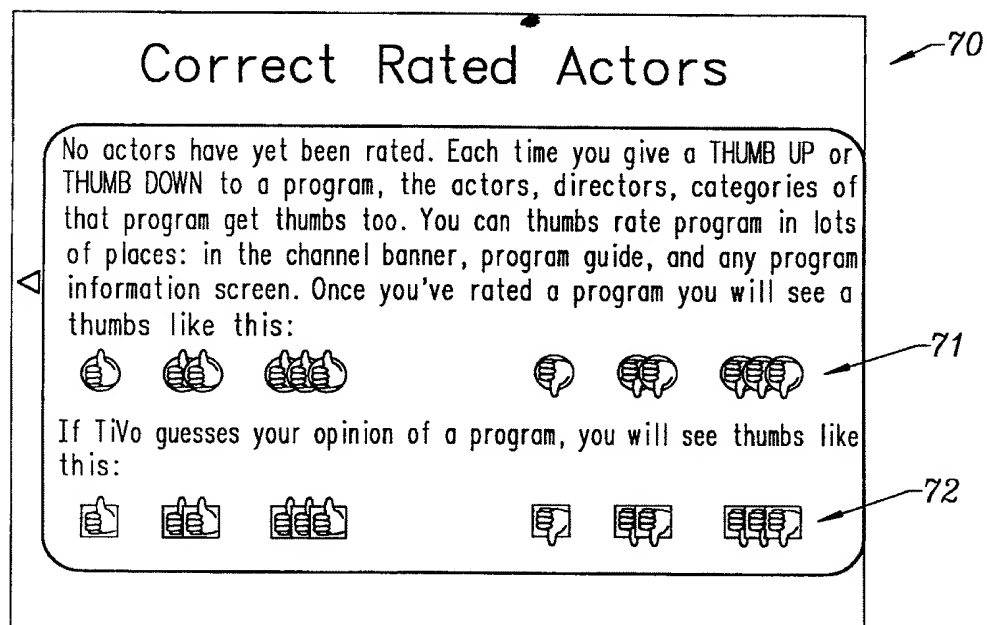 Correct Rated Actors
70
No actors have yet been rated. Each time you give a THUMB UP or
THUMB DOWN to a program, the actors, directors, categories of
that program get thumbs too. You can thumbs rate program in lots
of places: in the channel banner, program guide, and any program
information screen. Once you've rated a program you will see a
thumbs like this:
71
If TiVo guesses your opinion of a program, you will see thumbs like
this:
72